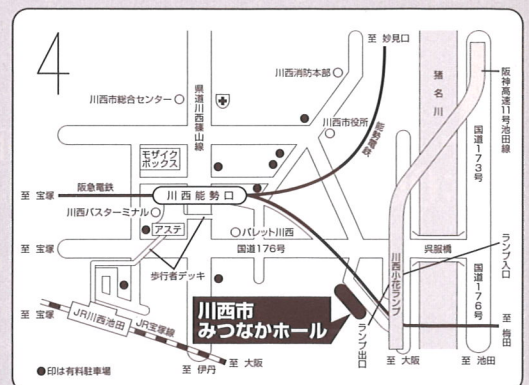 4
至 妙見口
川西消防本部
県道川西篠山線
川西市総合センター
川西市役所
能勢電鉄
猪名川
阪神高速11号池田線
国道173号
モザイク
ボックス
阪急電鉄
至 宝塚
川西能勢口
川西バスターミナル
アステ
パレット川西
至 宝塚
国道176号
呉服橋
ランプ入口
歩行者デッキ
川西小花ランプ
国道176号
川西市
みつなかホール
ランプ出口
至 宝塚
JR川西池田
JR宝塚線
至 大阪
至 伊丹
至 大阪
至 池田
至 梅田
●印は有料駐車場